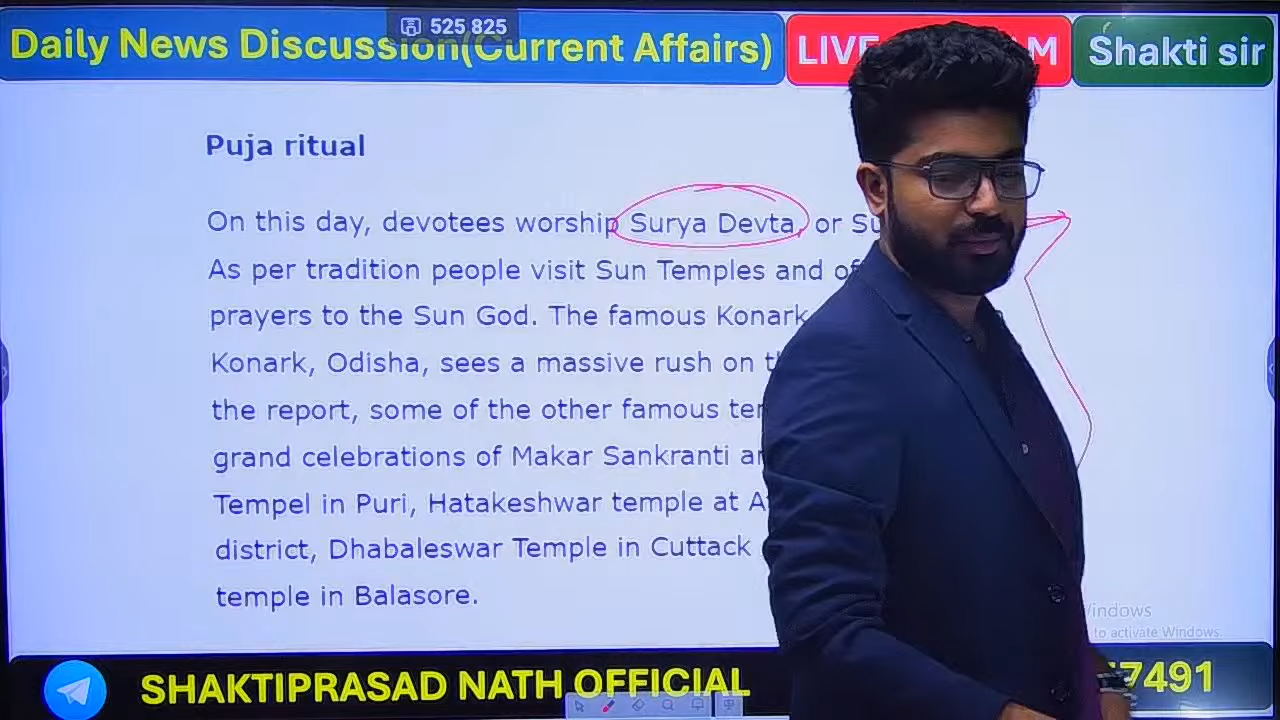 525 825
Daily News Discussion(Current Affairs)
LIVE
Shakti sir
Puja ritual
On this day, devotees worship Surya Devta, or
As per tradition people visit Sun Temples and
prayers to the Sun God. The famous Konark
Konark, Odisha, sees a massive rush on
the report, some of the other famous
grand celebrations of Makar Sankranti
Tempel in Puri, Hatakeshwar temple at
district, Dhabaleswar Temple in Cuttack
temple in Balasore.
Windows
to activate Windows.
SHAKTIPRASAD NATH OFFICIAL
7491